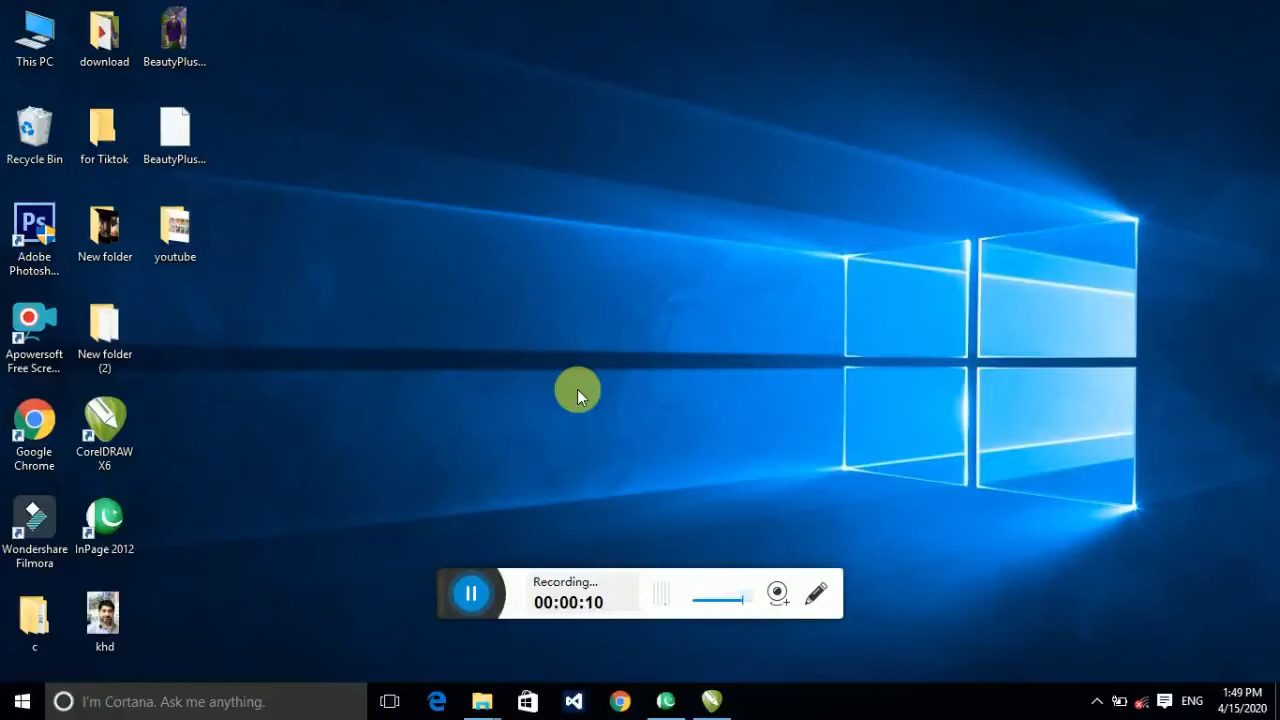 This PC
download
BeautyPlus...
Recycle Bin
for Tiktok
BeautyPlus...
Ps
Adobe
Photosh...
New folder
youtube
Apowersoft
Free Scre...
New folder
(2)
Google
Chrome
CorelDRAW
X6
Wondershare
Filmora
InPage 2012
c
khd
Recording...
00:00:10
I'm Cortana. Ask me anything.
ENG
1:49 PM
4/15/2020